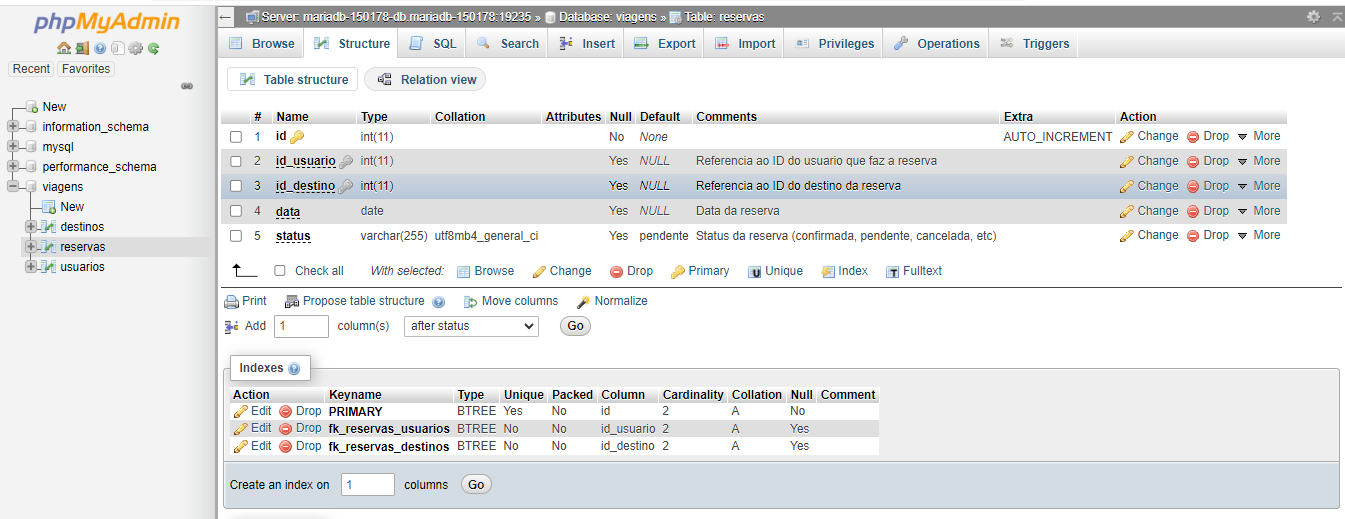 phpMyAdmin
Recent Favorites
New
information_schema
mysql
performance_schema
viagens
New
destinos
reservas
usuarios
Server: mariadb-150178-db.mariadb-150178:19235 » Database: viagens » Table: reservas
Browse Structure SQL Search Insert Export Import Privileges Operations Triggers
Table structure Relation view
# Name Type Collation Attributes Null Default Comments Extra Action
1 id int(11) No None AUTO_INCREMENT Change Drop More
2 id_usuario int(11) Yes NULL Referencia ao ID do usuario que faz a reserva Change Drop More
3 id_destino int(11) Yes NULL Referencia ao ID do destino da reserva Change Drop More
4 data date Yes NULL Data da reserva Change Drop More
5 status varchar(255) utf8mb4_general_ci Yes pendente Status da reserva (confirmada, pendente, cancelada, etc) Change Drop More
Check all With selected: Browse Change Drop Primary Unique Index Fulltext
Print Propose table structure Move columns Normalize
Add 1 column(s) after status Go
Indexes
Action Keyname Type Unique Packed Column Cardinality Collation Null Comment
Edit Drop PRIMARY BTREE Yes No id 2 A No
Edit Drop fk_reservas_usuarios BTREE No No id_usuario 2 A Yes
Edit Drop fk_reservas_destinos BTREE No No id_destino 2 A Yes
Create an index on 1 columns Go